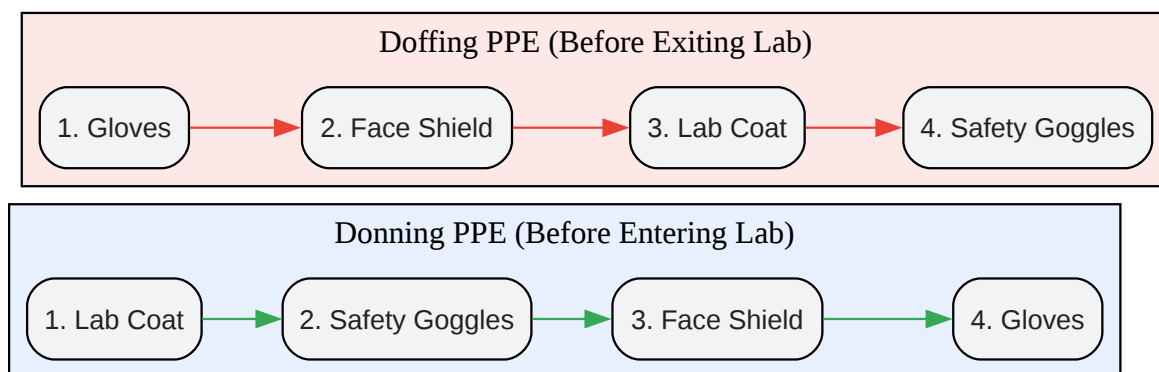 Doffing PPE (Before Exiting Lab)
1. Gloves
2. Face Shield
3. Lab Coat
4. Safety Goggles
Donning PPE (Before Entering Lab)
1. Lab Coat
2. Safety Goggles
3. Face Shield
4. Gloves